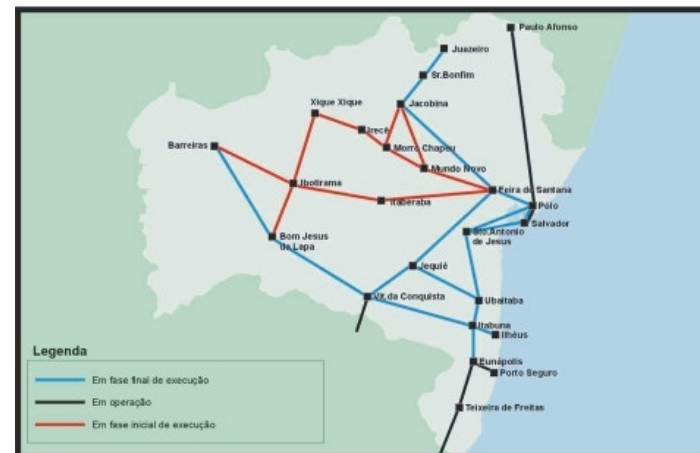 Paulo Afonso
Juazeiro
Sr.Bonfim
Xique Xique
Jacobina
Irecê
Barreiras
Morro Chapeu
Mundo Novo
Ibotirama
Feira de Santana
Itaberaba
Pólo
Salvador
Sto.Antonio
de Jesus
Bom Jesus
da Lapa
Jequié
Vit.da Conquista
Ubaitaba
Itabuna
Ilhéus
Eunápolis
Porto Seguro
Teixeira de Freitas
Legenda
Em fase final de execução
Em operação
Em fase inicial de execução